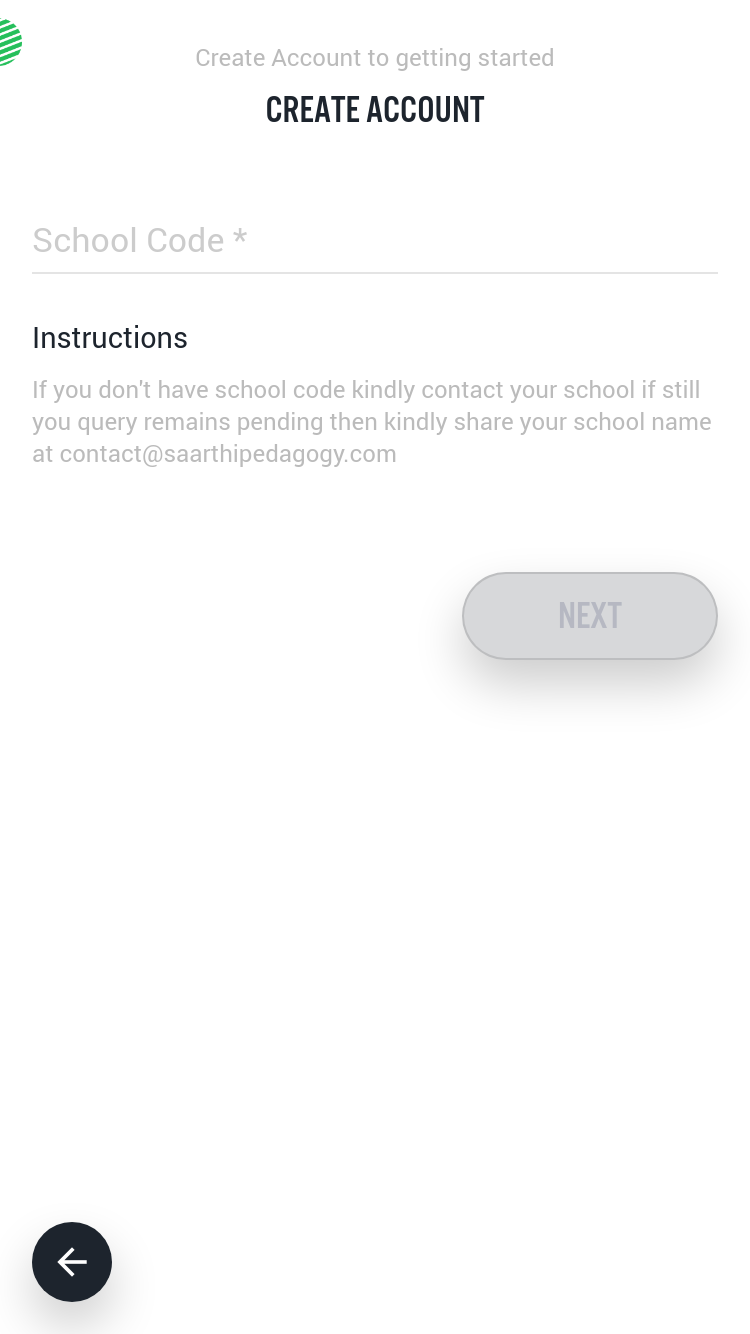 Create Account to getting started
CREATE ACCOUNT
School Code *
Instructions
If you don't have school code kindly contact your school if still
you query remains pending then kindly share your school name
at contact@saarthipedagogy.com
NEXT